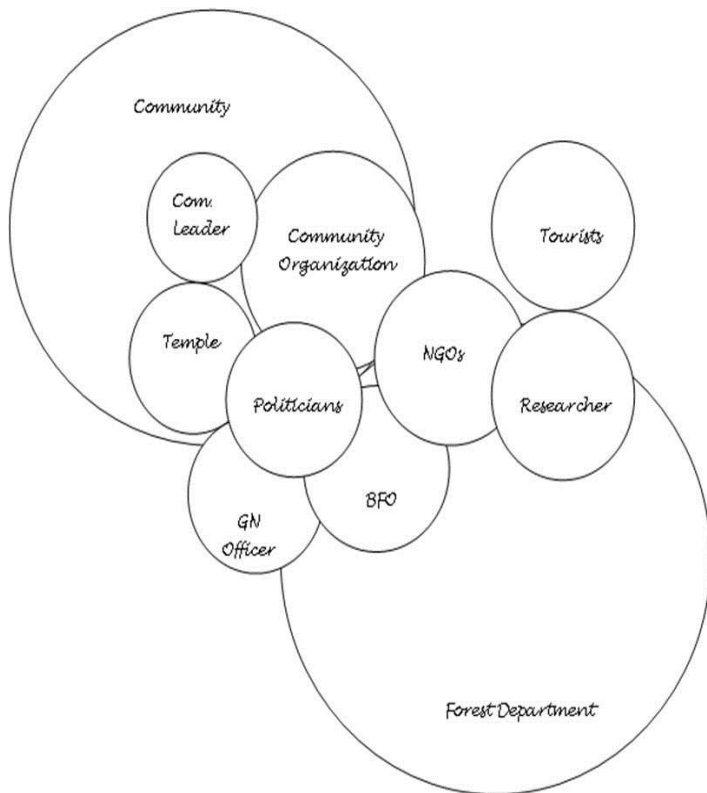 Community
Com.
Leader
Community
Organization
Tourists
Temple
NGOs
Politicians
Researcher
BFO
GN
Officer
Forest Department